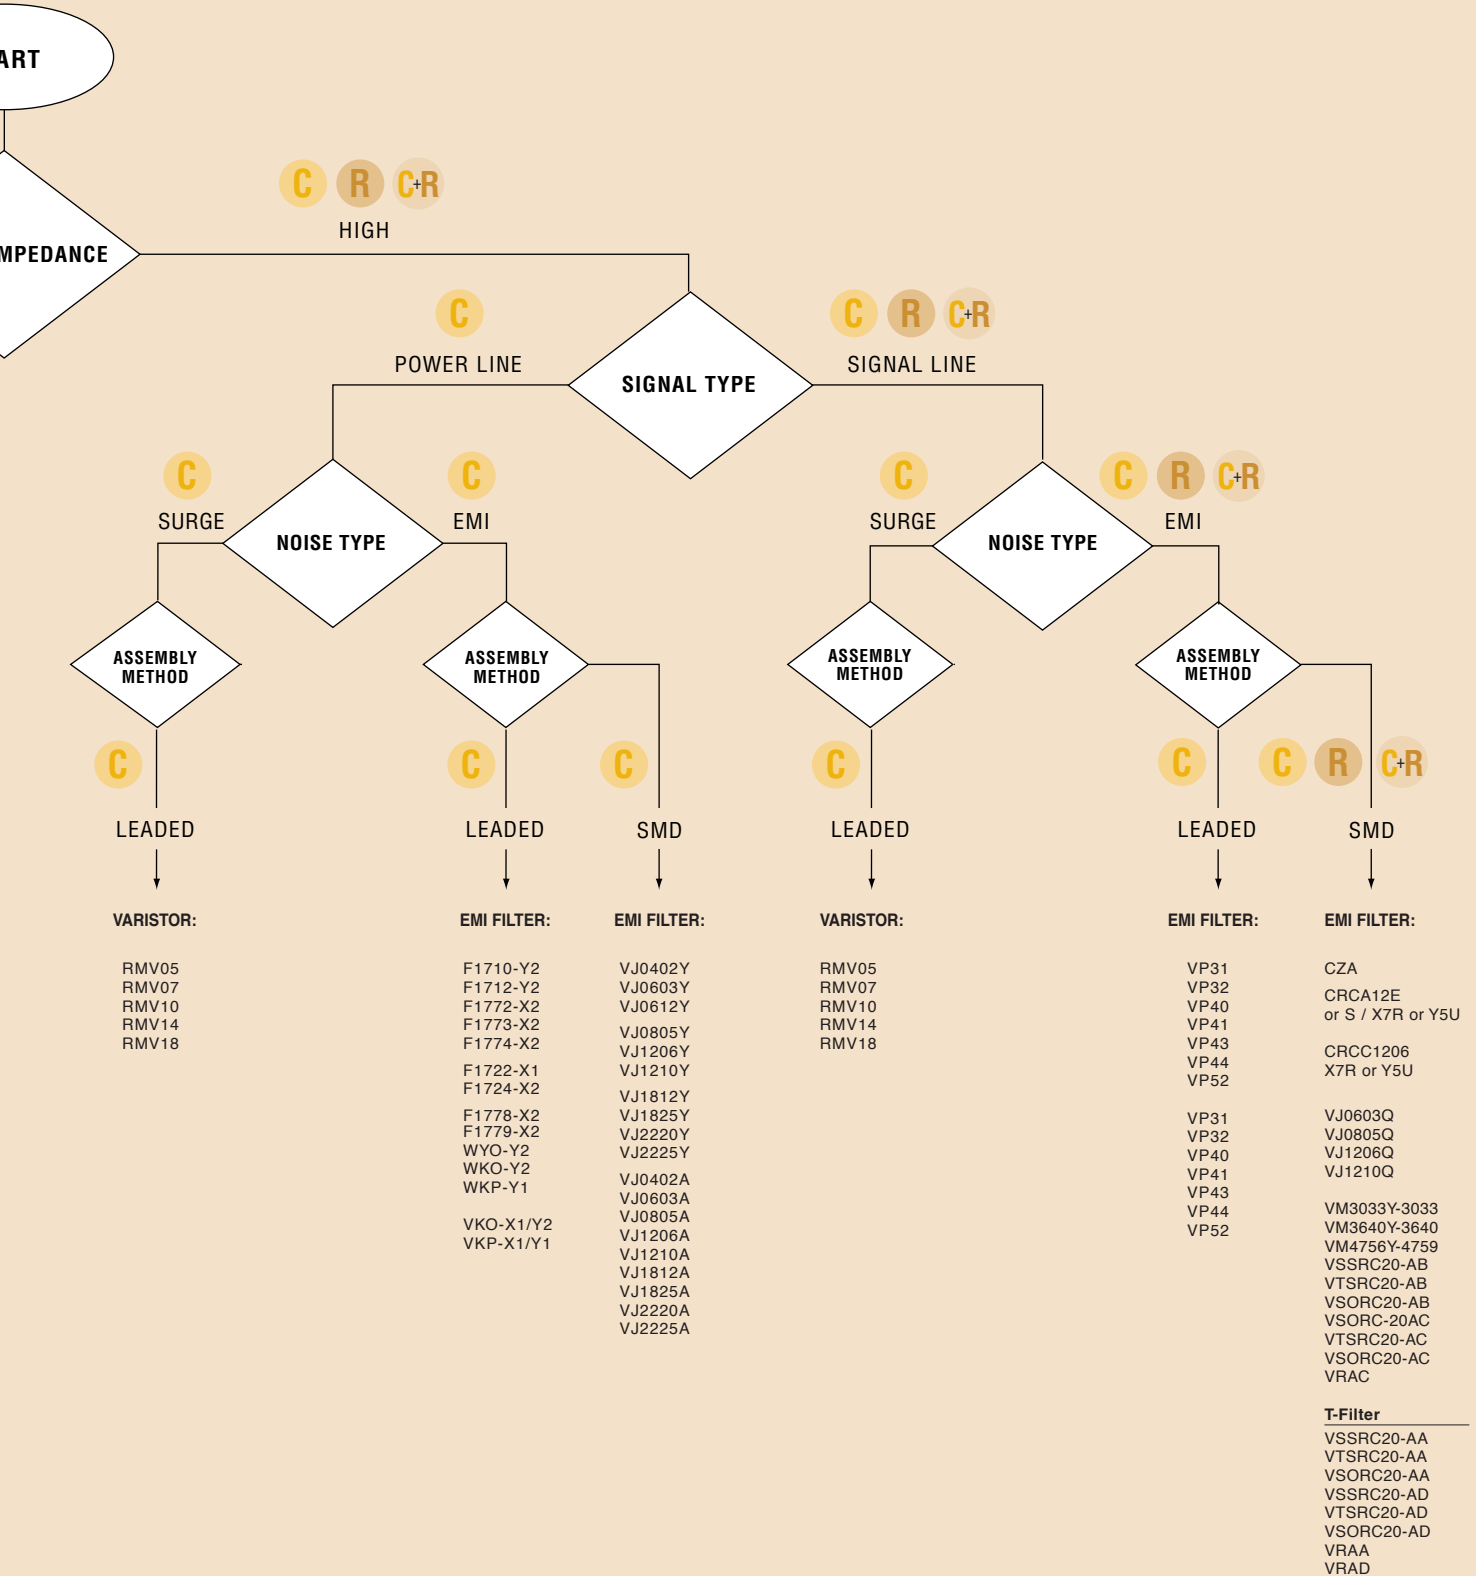 ART
C R C+R
HIGH
MPEDANCE
C
POWER LINE
SIGNAL TYPE
C R C+R
SIGNAL LINE
C
SURGE
NOISE TYPE
C
EMI
C
SURGE
NOISE TYPE
C R C+R
EMI
ASSEMBLY
METHOD
ASSEMBLY
METHOD
ASSEMBLY
METHOD
ASSEMBLY
METHOD
C
LEADED
C
LEADED
C
SMD
C
LEADED
C
LEADED
C R C+R
SMD
VARISTOR:
RMV05
RMV07
RMV10
RMV14
RMV18
EMI FILTER:
F1710-Y2
F1712-Y2
F1772-X2
F1773-X2
F1774-X2
F1722-X1
F1724-X2
F1778-X2
F1779-X2
WYO-Y2
WKO-Y2
WKP-Y1
VKO-X1/Y2
VKP-X1/Y1
EMI FILTER:
VJ0402Y
VJ0603Y
VJ0612Y
VJ0805Y
VJ1206Y
VJ1210Y
VJ1812Y
VJ1825Y
VJ2220Y
VJ2225Y
VJ0402A
VJ0603A
VJ0805A
VJ1206A
VJ1210A
VJ1812A
VJ1825A
VJ2220A
VJ2225A
VARISTOR:
RMV05
RMV07
RMV10
RMV14
RMV18
EMI FILTER:
VP31
VP32
VP40
VP41
VP43
VP44
VP52
VP31
VP32
VP40
VP41
VP43
VP44
VP52
EMI FILTER:
CZA
CRCA12E
or S / X7R or Y5U
CRCC1206
X7R or Y5U
VJ0603Q
VJ0805Q
VJ1206Q
VJ1210Q
VM3033Y-3033
VM3640Y-3640
VM4756Y-4759
VSSRC20-AB
VTSRC20-AB
VSORC20-AB
VSORC-20AC
VTSRC20-AC
VSORC20-AC
VRAC
T-Filter
VSSRC20-AA
VTSRC20-AA
VSORC20-AA
VSSRC20-AD
VTSRC20-AD
VSORC20-AD
VRAA
VRAD